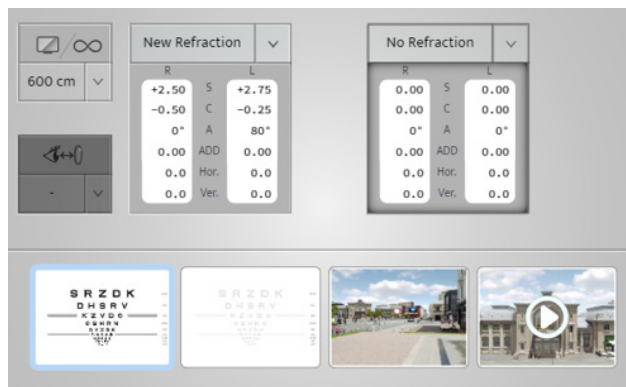 New Refraction
No Refraction
600 cm
R L
+2.50 S +2.75
-0.50 C -0.25
0° A 80°
0.00 ADD 0.00
0.0 Hor. 0.0
0.0 Ver. 0.0
R L
0.00 S 0.00
0.00 C 0.00
0° A 0°
0.00 ADD 0.00
0.0 Hor. 0.0
0.0 Ver. 0.0
-
S R Z D K
D H S R V
K Z V D C
S R Z D K
D H S R V